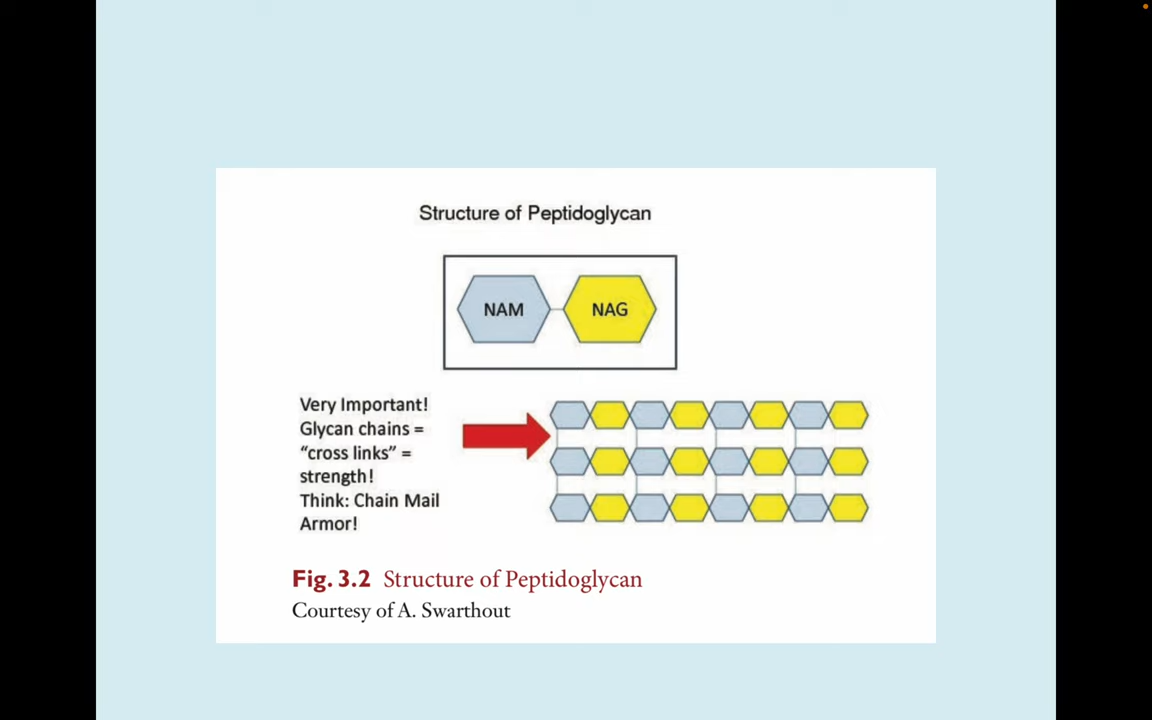 Structure of Peptidoglycan
NAM
NAG
Very Important!
Glycan chains =
“cross links” =
strength!
Think: Chain Mail
Armor!
Fig. 3.2 Structure of Peptidoglycan
Courtesy of A. Swarthout